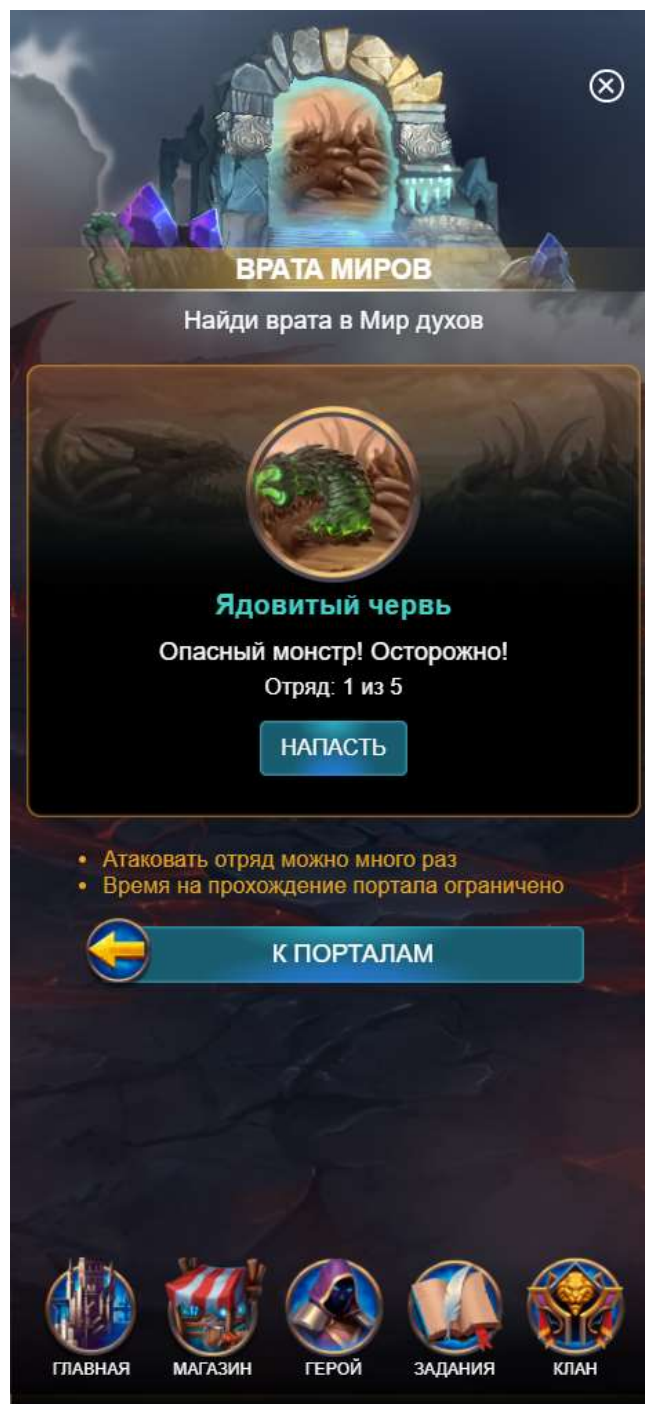 ВРАТА МИРОВ
Найди врата в Мир духов
Ядовитый червь
Опасный монстр! Осторожно!
Отряд: 1 из 5
НАПАСТЬ
• Атаковать отряд можно много раз
• Время на прохождение портала ограничено
К ПОРТАЛАМ
ГЛАВНАЯ МАГАЗИН ГЕРОЙ ЗАДАНИЯ КЛАН